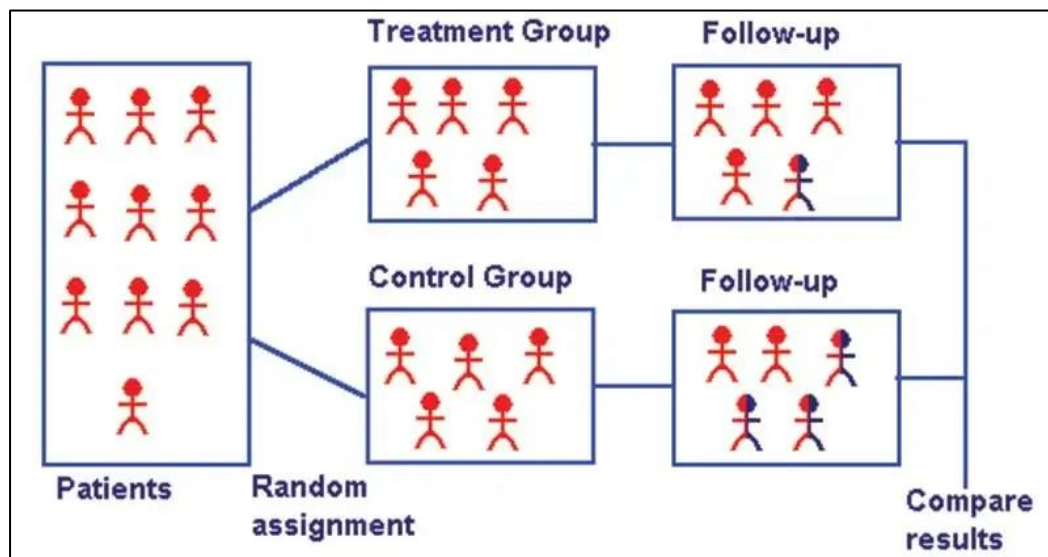 Treatment Group
Follow-up
Control Group
Follow-up
Patients
Random
assignment
Compare
results